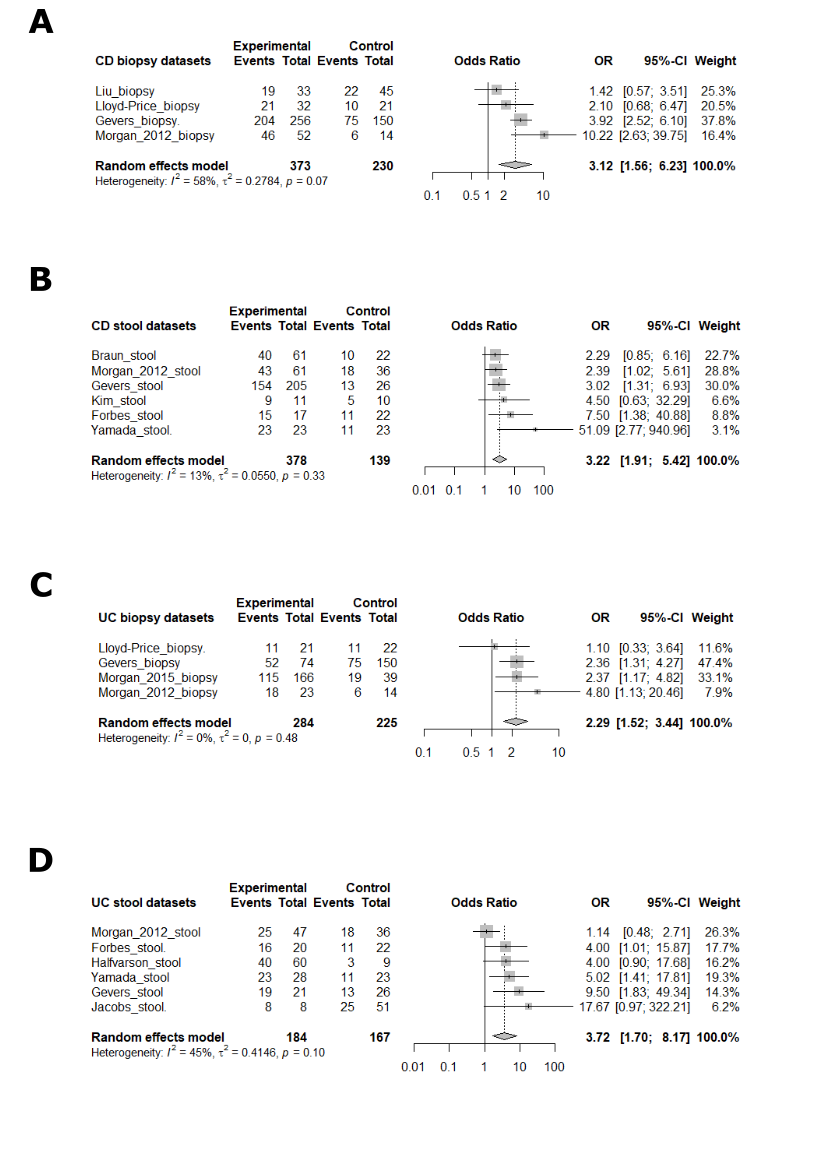 A
Experimental Control
CD biopsy datasets Events Total Events Total Odds Ratio OR 95%-CI Weight
Liu_biopsy 19 33 22 45 1.42 [0.57; 3.51] 25.3%
Lloyd-Price_biopsy 21 32 10 21 2.10 [0.68; 6.47] 20.5%
Gevers_biopsy. 204 256 75 150 3.92 [2.52; 6.10] 37.8%
Morgan_2012_biopsy 46 52 6 14 10.22 [2.63; 39.75] 16.4%
Random effects model 373 230 3.12 [1.56; 6.23] 100.0%
Heterogeneity: I² = 58%, τ² = 0.2784, p = 0.07
0.1 0.5 1 2 10
B
Experimental Control
CD stool datasets Events Total Events Total Odds Ratio OR 95%-CI Weight
Braun_stool 40 61 10 22 2.29 [0.85; 6.16] 22.7%
Morgan_2012_stool 43 61 18 36 2.39 [1.02; 5.61] 28.8%
Gevers_stool 154 205 13 26 3.02 [1.31; 6.93] 30.0%
Kim_stool 9 11 5 10 4.50 [0.63; 32.29] 6.6%
Forbes_stool 15 17 11 22 7.50 [1.38; 40.88] 8.8%
Yamada_stool. 23 23 11 23 51.09 [2.77; 940.96] 3.1%
Random effects model 378 139 3.22 [1.91; 5.42] 100.0%
Heterogeneity: I² = 13%, τ² = 0.0550, p = 0.33
0.01 0.1 1 10 100
C
Experimental Control
UC biopsy datasets Events Total Events Total Odds Ratio OR 95%-CI Weight
Lloyd-Price_biopsy. 11 21 11 22 1.10 [0.33; 3.64] 11.6%
Gevers_biopsy 52 74 75 150 2.36 [1.31; 4.27] 47.4%
Morgan_2015_biopsy 115 166 19 39 2.37 [1.17; 4.82] 33.1%
Morgan_2012_biopsy 18 23 6 14 4.80 [1.13; 20.46] 7.9%
Random effects model 284 225 2.29 [1.52; 3.44] 100.0%
Heterogeneity: I² = 0%, τ² = 0, p = 0.48
0.1 0.5 1 2 10
D
Experimental Control
UC stool datasets Events Total Events Total Odds Ratio OR 95%-CI Weight
Morgan_2012_stool 25 47 18 36 1.14 [0.48; 2.71] 26.3%
Forbes_stool. 16 20 11 22 4.00 [1.01; 15.87] 17.7%
Halfvarson_stool 40 60 3 9 4.00 [0.90; 17.68] 16.2%
Yamada_stool 23 28 11 23 5.02 [1.41; 17.81] 19.3%
Gevers_stool 19 21 13 26 9.50 [1.83; 49.34] 14.3%
Jacobs_stool. 8 8 25 51 17.67 [0.97; 322.21] 6.2%
Random effects model 184 167 3.72 [1.70; 8.17] 100.0%
Heterogeneity: I² = 45%, τ² = 0.4146, p = 0.10
0.01 0.1 1 10 100